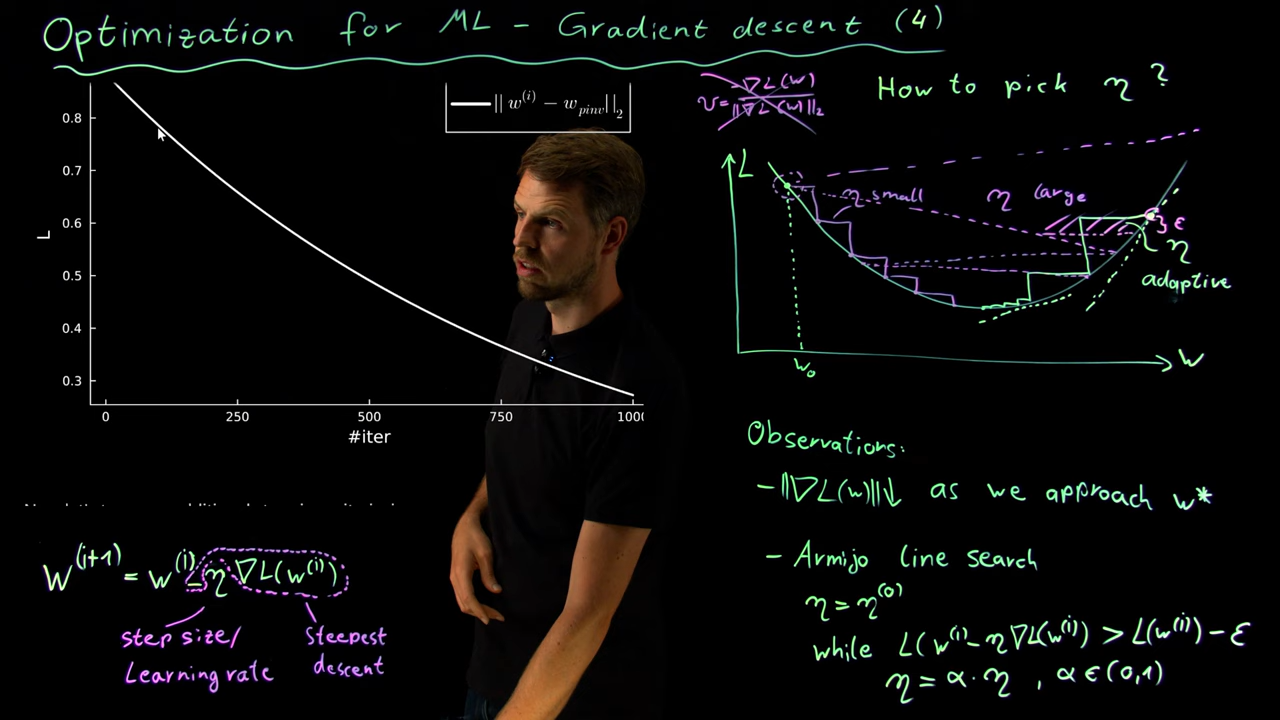 Optimization for ML - Gradient descent (4)
|| w^(i) − w_pinv ||_2
0.8
0.7
0.6
0.5
0.4
0.3
L
0 250 500 750 1000
#iter
w^(i+1) = w^(i) - η ∇L(w^(i))
step size/
Learning rate
Steepest
descent
v = -∇L(w) / ||∇L(w)||_2
How to pick η ?
L
η small
η large
}ε
η
adaptive
w_0
w
Observations:
- ||∇L(w)||↓ as we approach w*
- Armijo line search
η = η^(0)
while L(w^(i) - η∇L(w^(i)) > L(w^(i)) - ε
η = α · η , α ∈ (0,1)